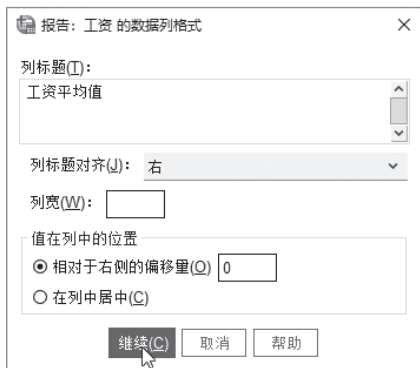 报告：工资 的数据列格式
列标题(T)：
工资平均值
列标题对齐(J)： 右
列宽(W)：
值在列中的位置
相对于右侧的偏移量(O) 0
在列中居中(C)
继续(C) 取消 帮助